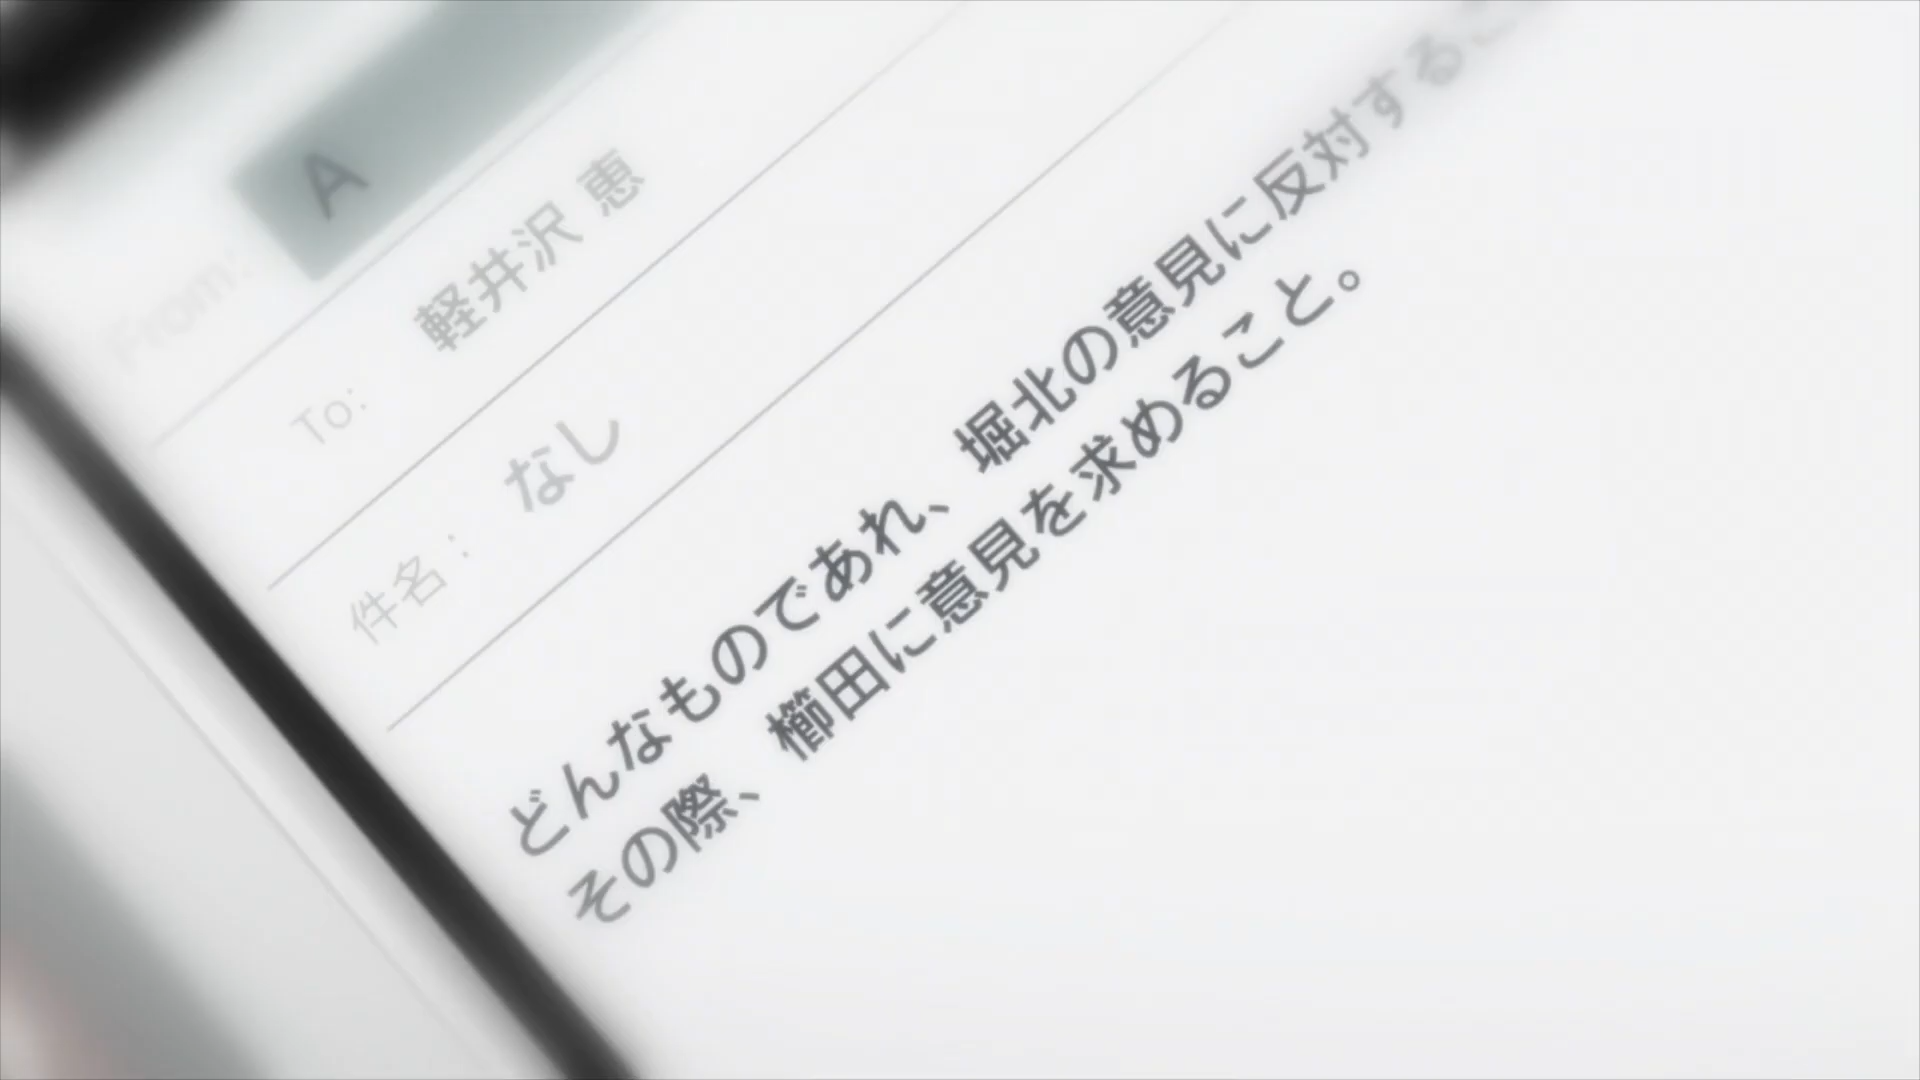 From: A
To: 軽井沢 恵
件名： なし
どんなものであれ、堀北の意見に反対するこ
その際、櫛田に意見を求めること。